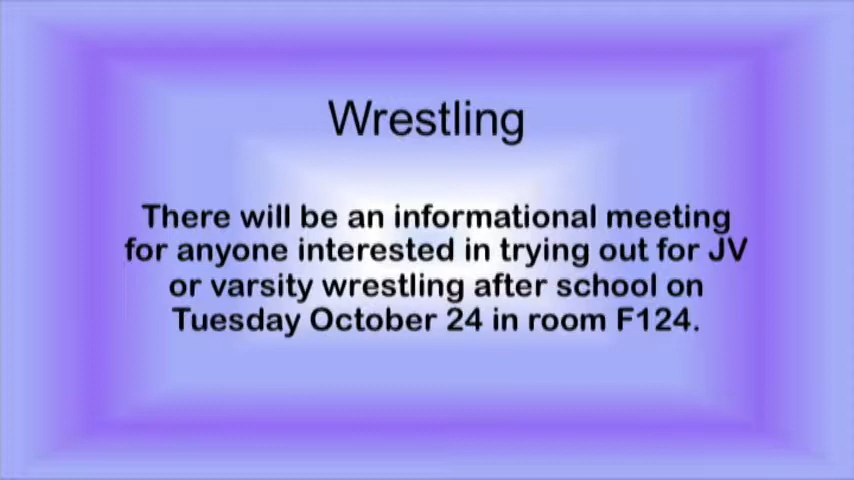 Wrestling
There will be an informational meeting
for anyone interested in trying out for JV
or varsity wrestling after school on
Tuesday October 24 in room F124.